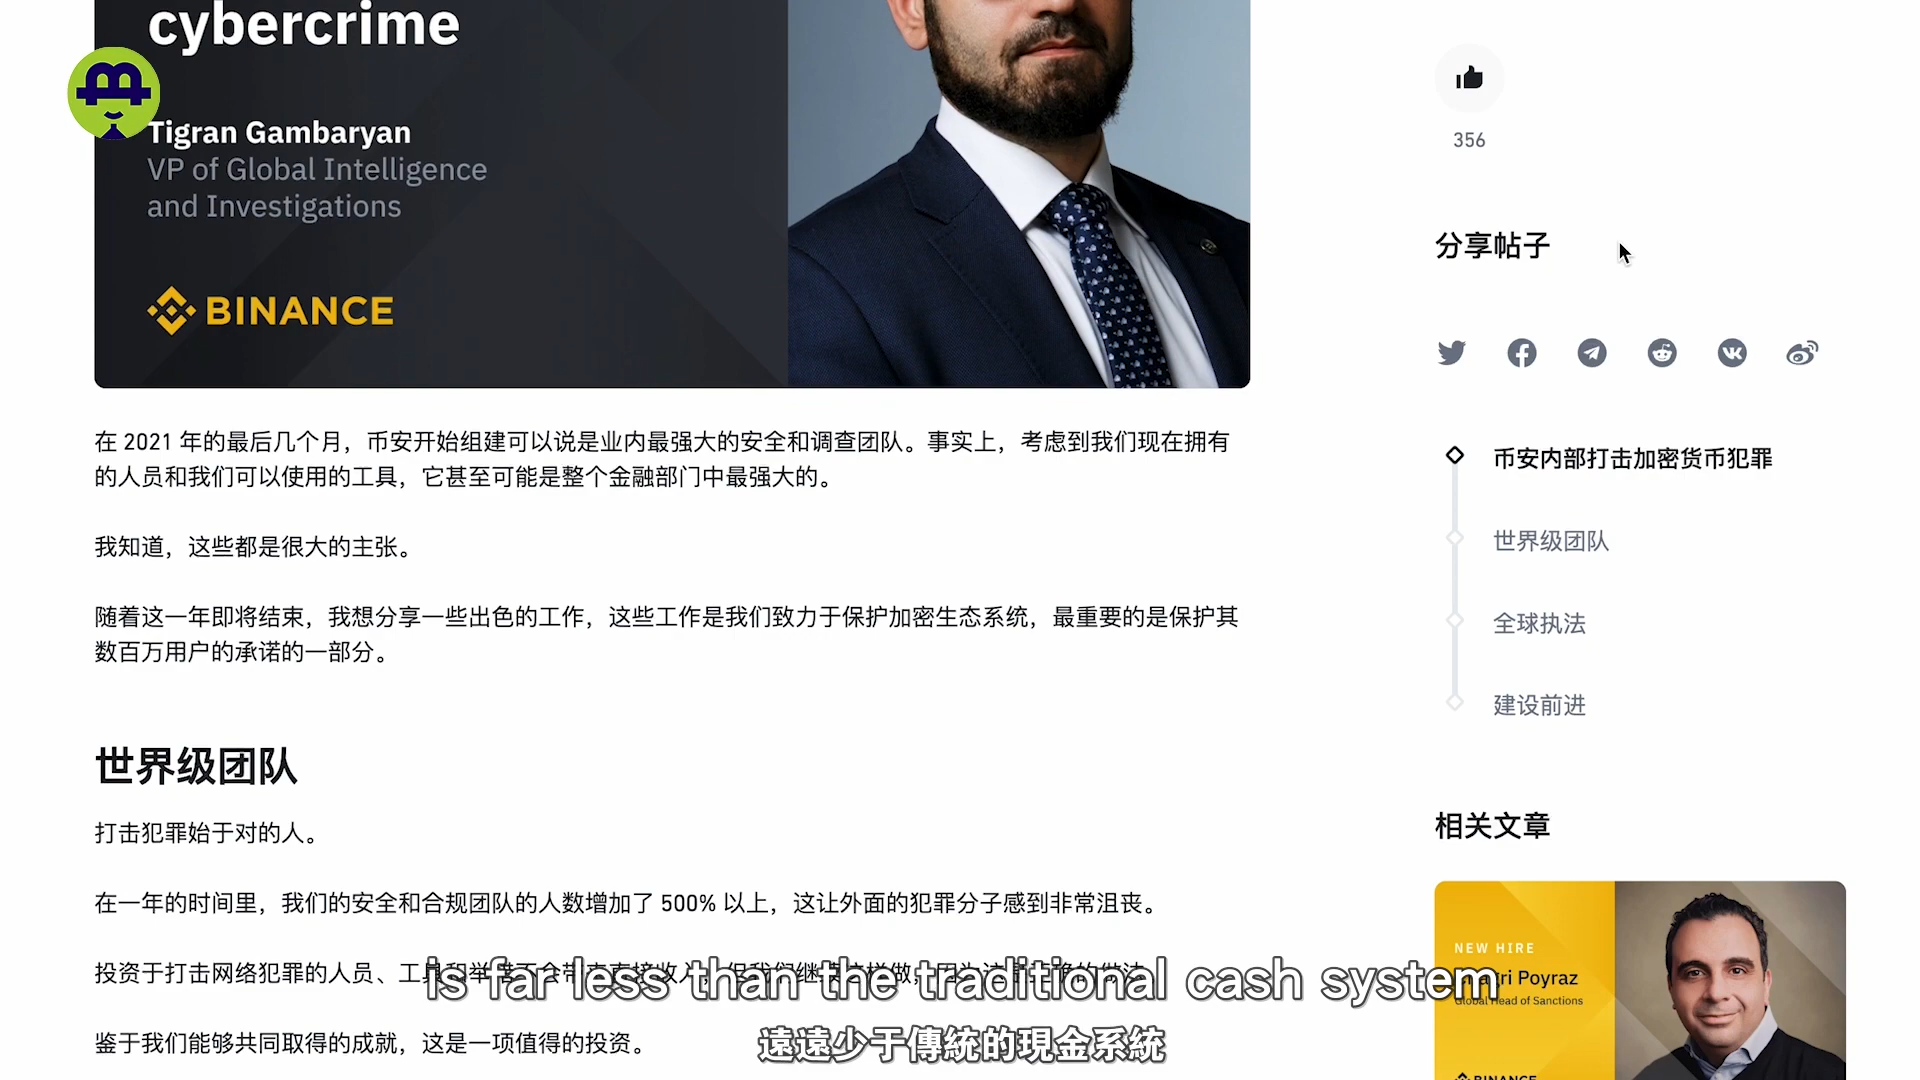 cybercrime
Tigran Gambaryan
VP of Global Intelligence
and Investigations
BINANCE
在 2021 年的最后几个月，币安开始组建可以说是业内最强大的安全和调查团队。事实上，考虑到我们现在拥有
的人员和我们可以使用的工具，它甚至可能是整个金融部门中最强大的。
我知道，这些都是很大的主张。
随着这一年即将结束，我想分享一些出色的工作，这些工作是我们致力于保护加密生态系统，最重要的是保护其
数百万用户的承诺的一部分。
世界级团队
打击犯罪始于对的人。
在一年的时间里，我们的安全和合规团队的人数增加了 500% 以上，这让外面的犯罪分子感到非常沮丧。
投资于打击网络犯罪的人员、工具和举措
鉴于我们能够共同取得的成就，这是一项值得的投资。
356
分享帖子
币安内部打击加密货币犯罪
世界级团队
全球执法
建设前进
相关文章
NEW HIRE
Poyraz
Global Head of Sanctions
BINANCE
is far less than the traditional cash system
遠遠少于傳統的現金系統